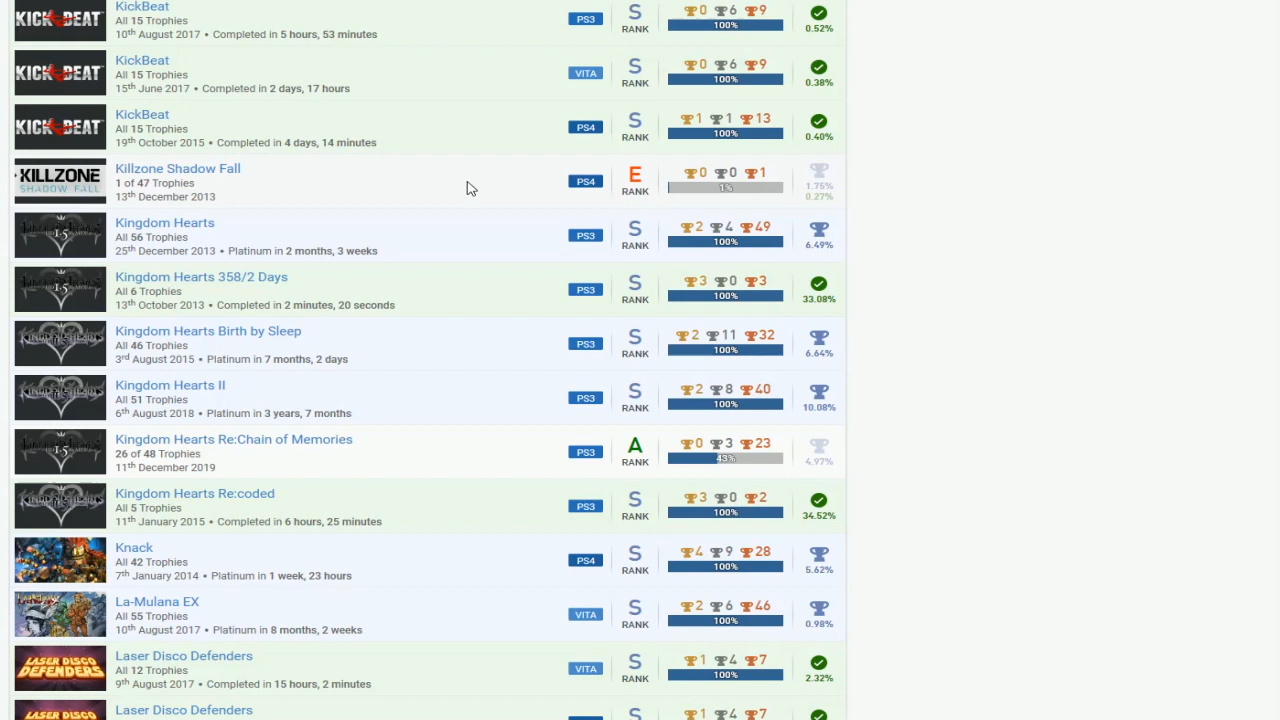 KICK BEAT
KickBeat
All 15 Trophies
10th August 2017 • Completed in 5 hours, 53 minutes
PS3
S
RANK
0 6 9
100%
0.52%
KICK BEAT
KickBeat
All 15 Trophies
15th June 2017 • Completed in 2 days, 17 hours
VITA
S
RANK
0 6 9
100%
0.38%
KICK BEAT
KickBeat
All 15 Trophies
19th October 2015 • Completed in 4 days, 14 minutes
PS4
S
RANK
1 1 13
100%
0.40%
KILLZONE
SHADOW FALL
Killzone Shadow Fall
1 of 47 Trophies
13th December 2013
PS4
E
RANK
0 0 1
1%
1.75%
0.27%
Kingdom Hearts
All 56 Trophies
25th December 2013 • Platinum in 2 months, 3 weeks
PS3
S
RANK
2 4 49
100%
6.49%
Kingdom Hearts 358/2 Days
All 6 Trophies
13th October 2013 • Completed in 2 minutes, 20 seconds
PS3
S
RANK
3 0 3
100%
33.08%
Kingdom Hearts Birth by Sleep
All 46 Trophies
3rd August 2015 • Platinum in 7 months, 2 days
PS3
S
RANK
2 11 32
100%
6.64%
Kingdom Hearts II
All 51 Trophies
6th August 2018 • Platinum in 3 years, 7 months
PS3
S
RANK
2 8 40
100%
10.08%
Kingdom Hearts Re:Chain of Memories
26 of 48 Trophies
11th December 2019
PS3
A
RANK
0 3 23
43%
4.97%
Kingdom Hearts Re:coded
All 5 Trophies
11th January 2015 • Completed in 6 hours, 25 minutes
PS3
S
RANK
3 0 2
100%
34.52%
Knack
All 42 Trophies
7th January 2014 • Platinum in 1 week, 23 hours
PS4
S
RANK
4 9 28
100%
5.62%
La-Mulana EX
All 55 Trophies
10th August 2017 • Platinum in 8 months, 2 weeks
VITA
S
RANK
2 6 46
100%
0.98%
LASER DISCO
DEFENDERS
Laser Disco Defenders
All 12 Trophies
9th August 2017 • Completed in 15 hours, 2 minutes
VITA
S
RANK
1 4 7
100%
2.32%
LASER DISCO
Laser Disco Defenders
S
1 4 7